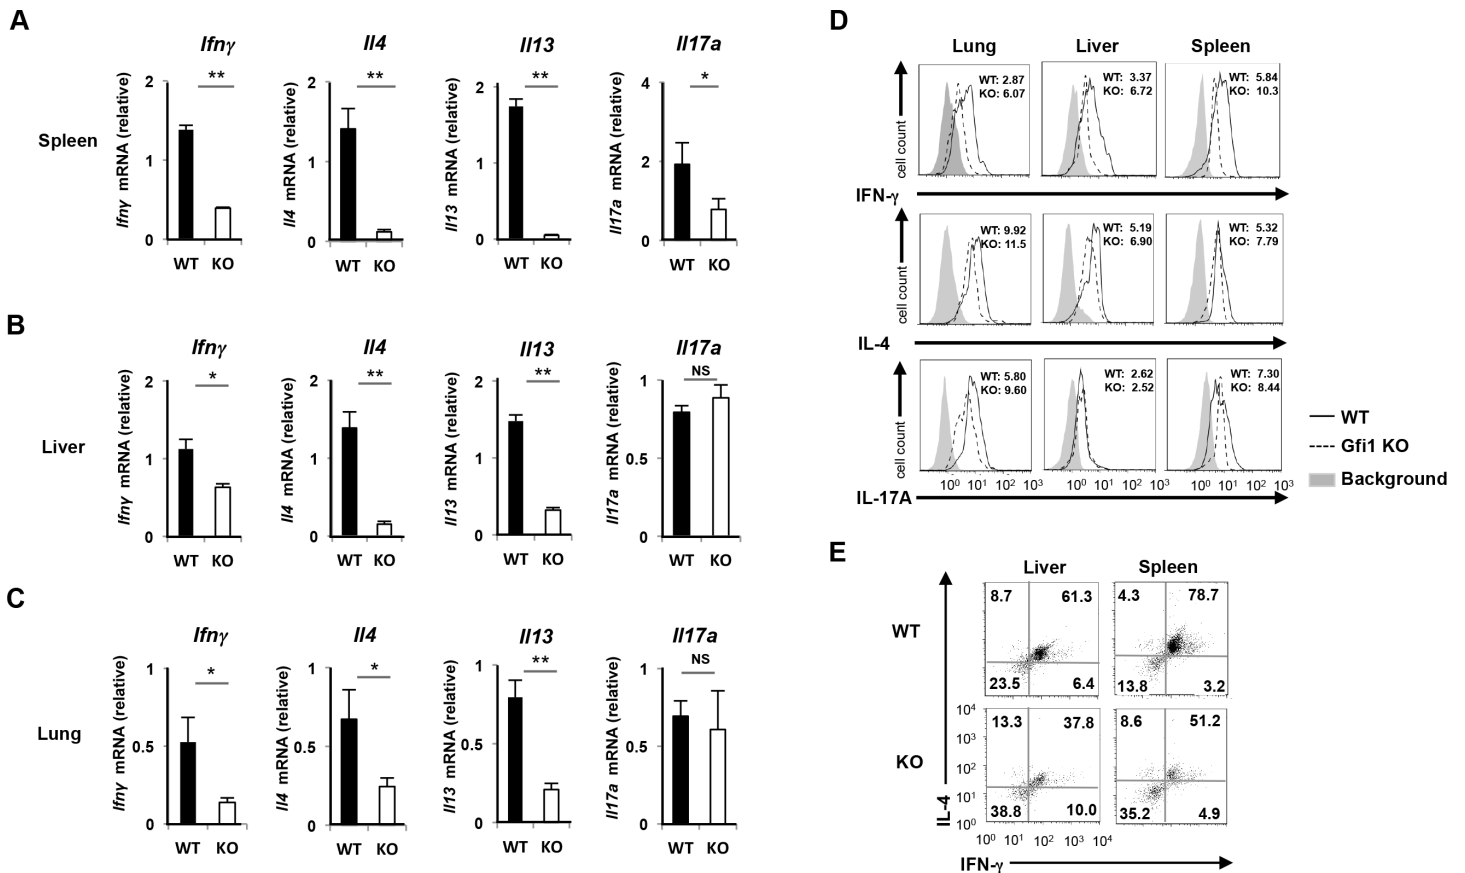 A
Ifnγ
Il4
Il13
Il17a
Spleen
Ifnγ mRNA (relative)
2
1
0
**
WT KO
Il4 mRNA (relative)
2
1
0
**
WT KO
Il13 mRNA (relative)
2
1
0
**
WT KO
Il17a mRNA (relative)
4
2
0
*
WT KO
B
Ifnγ
Il4
Il13
Il17a
Liver
Ifnγ mRNA (relative)
2
1
0
*
WT KO
Il4 mRNA (relative)
2
1
0
**
WT KO
Il13 mRNA (relative)
2
1
0
**
WT KO
Il17a mRNA (relative)
1
0.5
0
NS
WT KO
C
Ifnγ
Il4
Il13
Il17a
Lung
Ifnγ mRNA (relative)
1
0.5
0
*
WT KO
Il4 mRNA (relative)
1
0.5
0
*
WT KO
Il13 mRNA (relative)
1
0.5
0
**
WT KO
Il17a mRNA (relative)
1
0.5
0
NS
WT KO
D
Lung Liver Spleen
cell count
WT: 2.87
KO: 6.07
WT: 3.37
KO: 6.72
WT: 5.84
KO: 10.3
IFN-γ
cell count
WT: 9.92
KO: 11.5
WT: 5.19
KO: 6.90
WT: 5.32
KO: 7.79
IL-4
cell count
WT: 5.80
KO: 9.60
WT: 2.62
KO: 2.52
WT: 7.30
KO: 8.44
10⁰ 10¹ 10² 10³
10⁰ 10¹ 10² 10³
10⁰ 10¹ 10² 10³
IL-17A
WT
Gfi1 KO
Background
E
Liver Spleen
WT
8.7 61.3
23.5 6.4
4.3 78.7
13.8 3.2
KO
10⁴
10³
10²
10¹
10⁰
13.3 37.8
38.8 10.0
8.6 51.2
35.2 4.9
IL-4
10⁰ 10¹ 10² 10³ 10⁴
IFN-γ